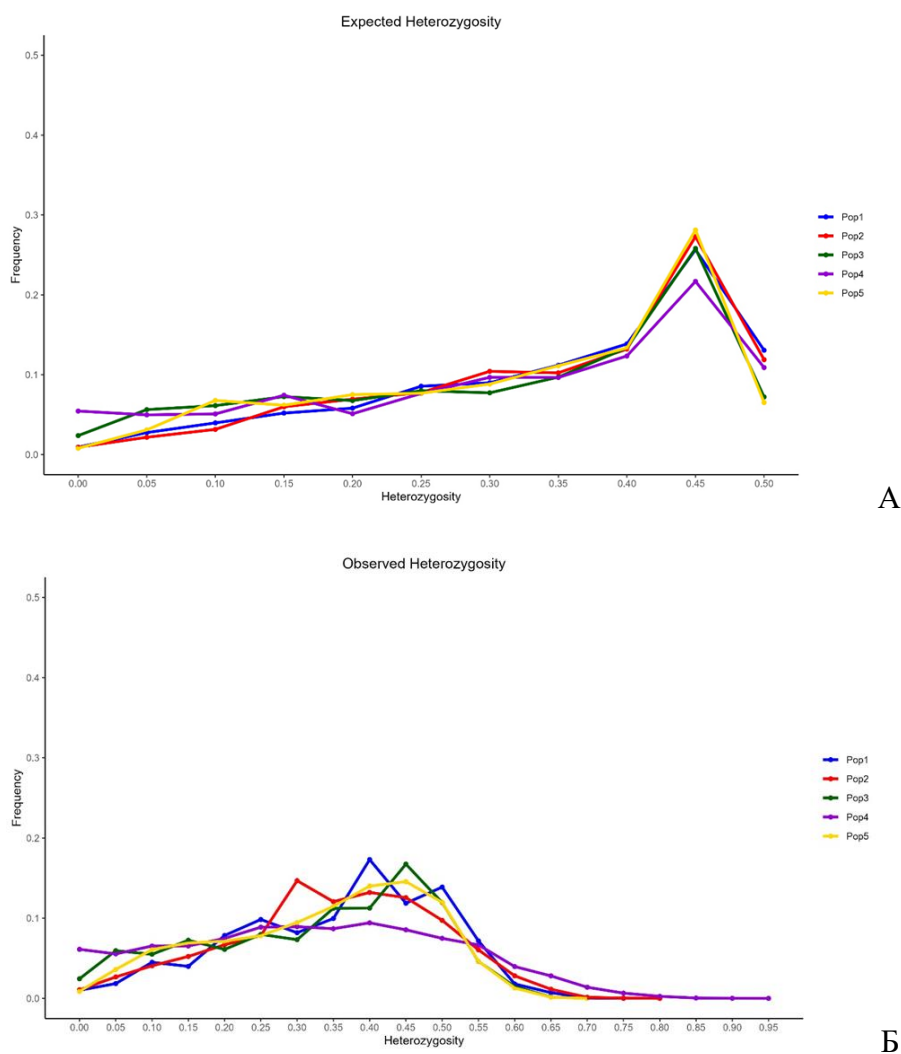 Expected Heterozygosity
0.5
0.4
0.3
0.2
0.1
0.0
Frequency
0.00 0.05 0.10 0.15 0.20 0.25 0.30 0.35 0.40 0.45 0.50
Heterozygosity
Pop1
Pop2
Pop3
Pop4
Pop5
А
Observed Heterozygosity
0.5
0.4
0.3
0.2
0.1
0.0
Frequency
0.00 0.05 0.10 0.15 0.20 0.25 0.30 0.35 0.40 0.45 0.50 0.55 0.60 0.65 0.70 0.75 0.80 0.85 0.90 0.95
Heterozygosity
Pop1
Pop2
Pop3
Pop4
Pop5
Б